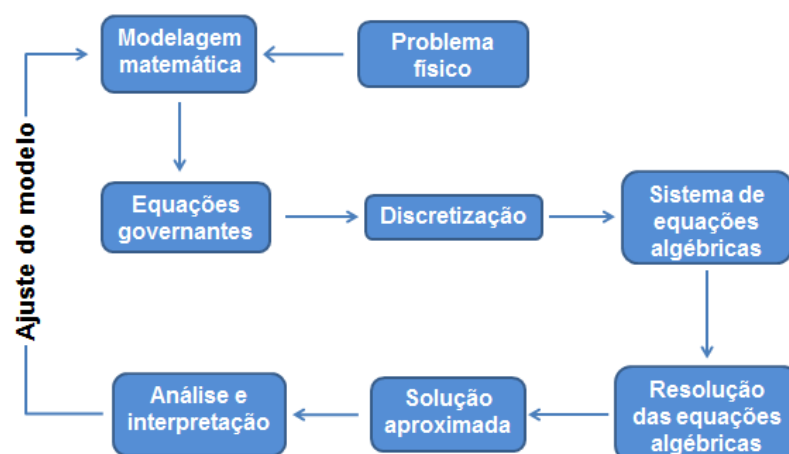 Modelagem
matemática
Problema
físico
Equações
governantes
Discretização
Sistema de
equações
algébricas
Resolução
das equações
algébricas
Solução
aproximada
Análise e
interpretação
Ajuste do modelo